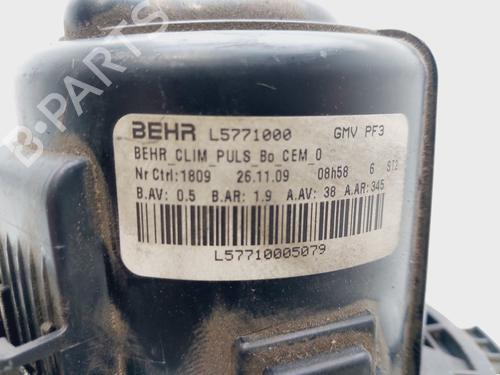 BEHR L5771000 GMV PF3
BEHR_CLIM_PULS_Bo_CEM_0
Nr Ctrl:1809 26.11.09 08h58 6 ST2
B.AV: 0.5 B.AR: 1.9 A.AV: 38 A.AR: 345
L57710005079
B-PARTS